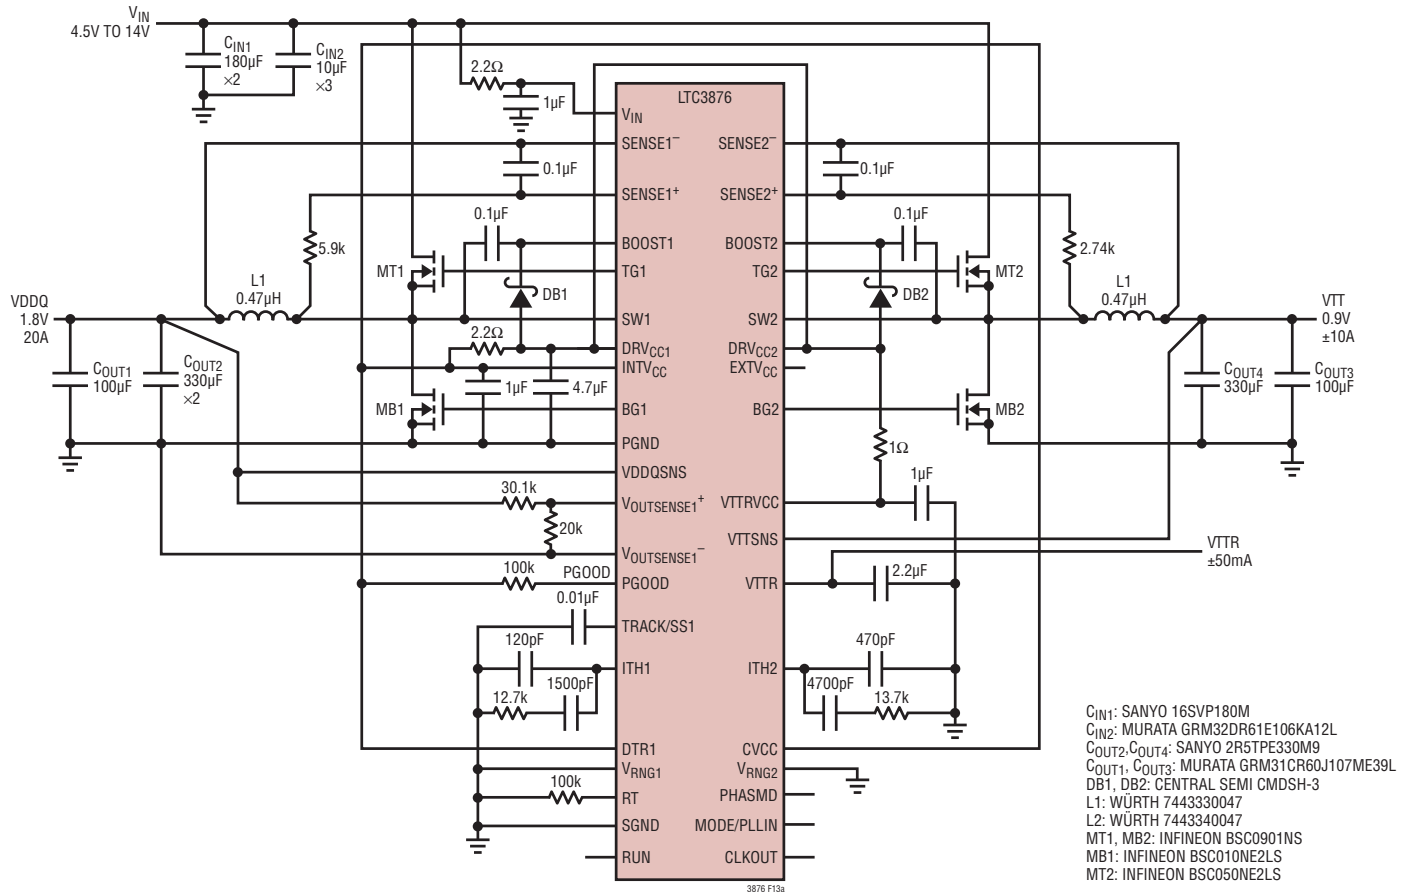 VIN
4.5V TO 14V
CIN1
180µF
×2
CIN2
10µF
×3
2.2Ω
1µF
LTC3876
VIN
SENSE1–
SENSE2–
0.1µF
0.1µF
SENSE1+
SENSE2+
0.1µF
0.1µF
5.9k
BOOST1
BOOST2
2.74k
MT1
TG1
TG2
MT2
L1
0.47µH
DB1
DB2
L1
0.47µH
VDDQ
1.8V
20A
SW1
SW2
VTT
0.9V
±10A
2.2Ω
DRVCC1
DRVCC2
INTVCC
EXTVCC
COUT1
100µF
COUT2
330µF
×2
1µF
4.7µF
COUT4
330µF
COUT3
100µF
MB1
BG1
BG2
MB2
PGND
1Ω
VDDQSNS
1µF
30.1k
VOUTSENSE1+
VTTRVCC
20k
VTTSNS
VOUTSENSE1–
VTTR
±50mA
100k
PGOOD
PGOOD
VTTR
2.2µF
0.01µF
TRACK/SS1
120pF
470pF
ITH1
ITH2
1500pF
4700pF
12.7k
13.7k
DTR1
CVCC
VRNG1
VRNG2
100k
RT
PHASMD
SGND
MODE/PLLIN
RUN
CLKOUT
3876 F13a
CIN1: SANYO 16SVP180M
CIN2: MURATA GRM32DR61E106KA12L
COUT2,COUT4: SANYO 2R5TPE330M9
COUT1, COUT3: MURATA GRM31CR60J107ME39L
DB1, DB2: CENTRAL SEMI CMDSH-3
L1: WÜRTH 7443330047
L2: WÜRTH 7443340047
MT1, MB2: INFINEON BSC0901NS
MB1: INFINEON BSC010NE2LS
MT2: INFINEON BSC050NE2LS